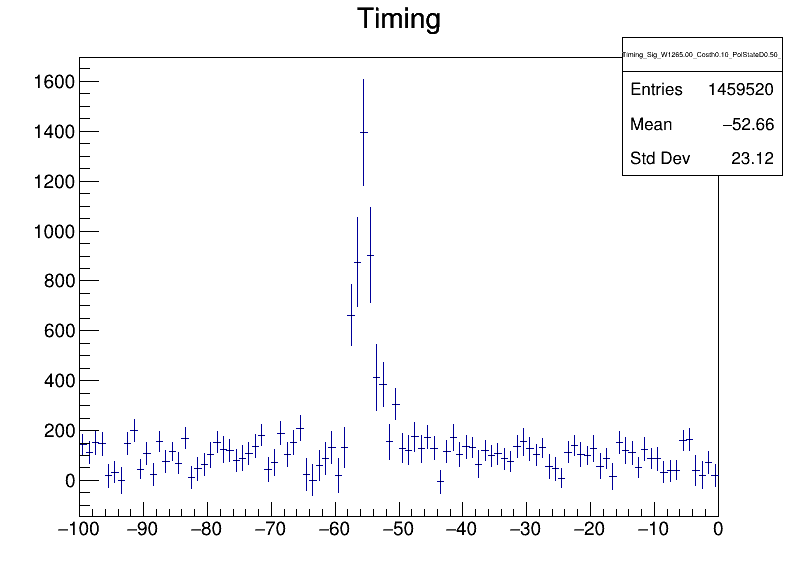 Timing
Timing_Sig_W1265.00_Costh0.10_PolStateD0.50_
Entries 1459520
Mean −52.66
Std Dev 23.12
1600
1400
1200
1000
800
600
400
200
0
−100 −90 −80 −70 −60 −50 −40 −30 −20 −10 0